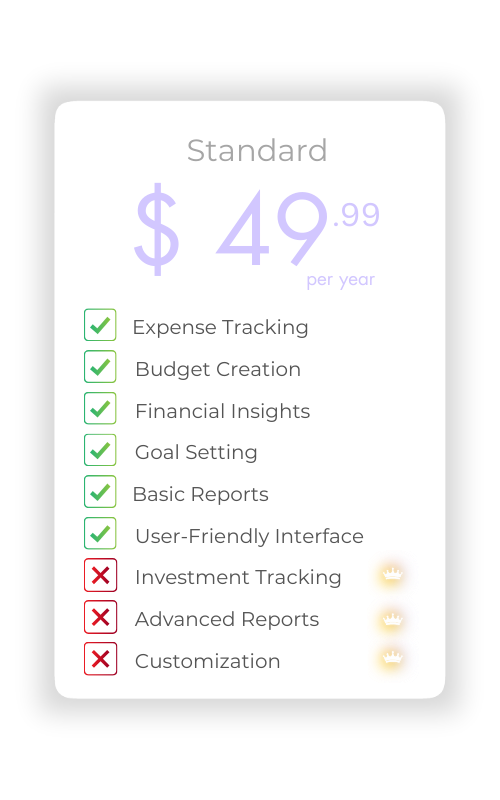 Standard
$ 49.99
per year
Expense Tracking
Budget Creation
Financial Insights
Goal Setting
Basic Reports
User-Friendly Interface
Investment Tracking
Advanced Reports
Customization